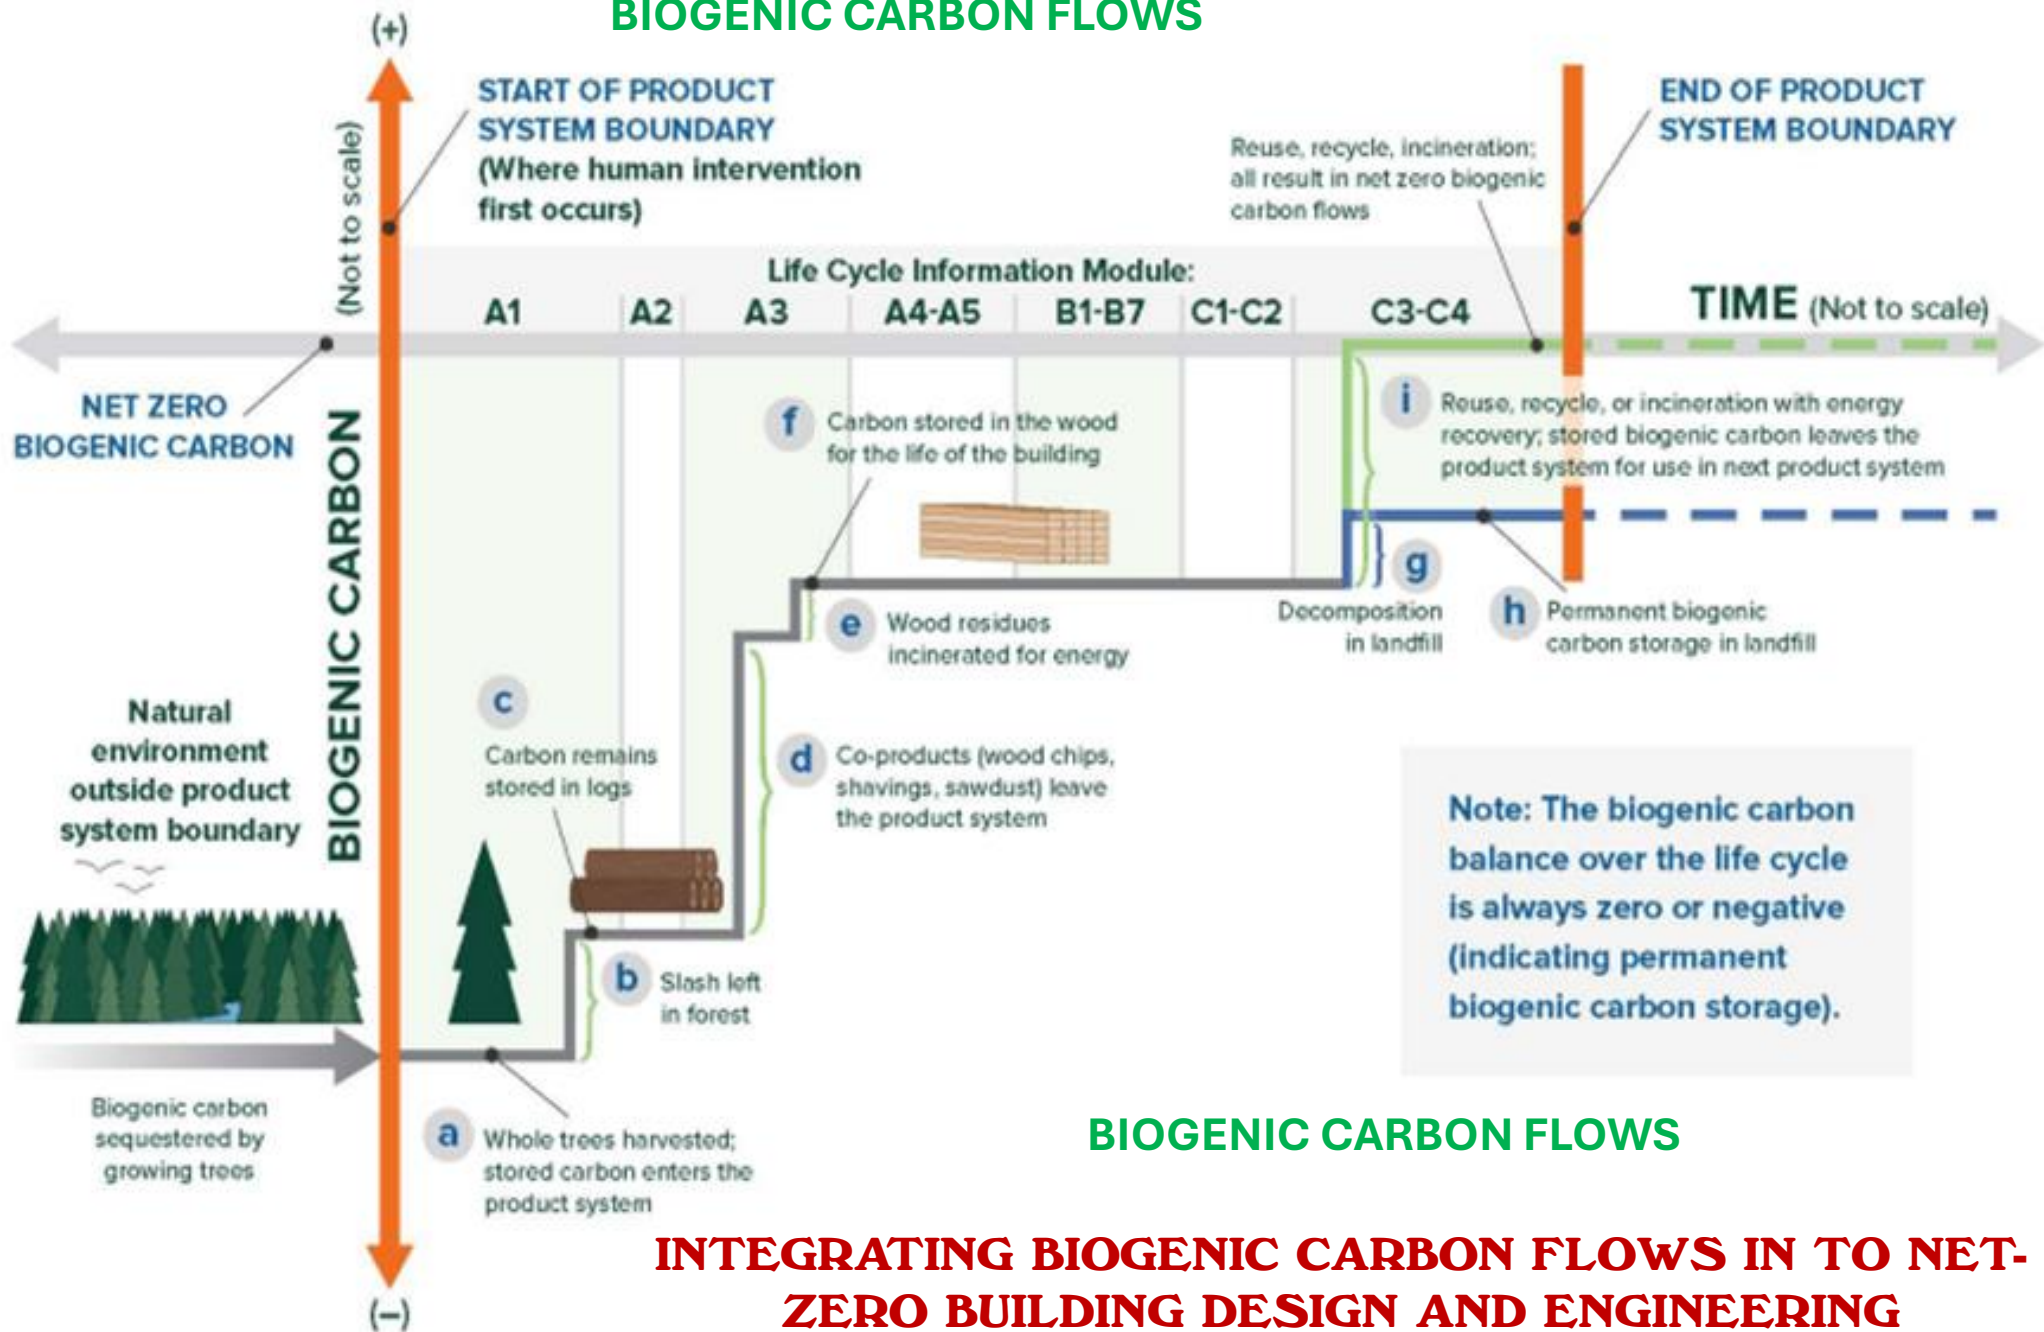 BIOGENIC CARBON FLOWS
(+)
START OF PRODUCT
SYSTEM BOUNDARY
(Where human intervention
first occurs)
(Not to scale)
Reuse, recycle, incineration;
all result in net zero biogenic
carbon flows
END OF PRODUCT
SYSTEM BOUNDARY
Life Cycle Information Module:
A1
A2
A3
A4-A5
B1-B7
C1-C2
C3-C4
TIME (Not to scale)
NET ZERO
BIOGENIC CARBON
BIOGENIC CARBON
f
Carbon stored in the wood
for the life of the building
i
Reuse, recycle, or incineration with energy
recovery; stored biogenic carbon leaves the
product system for use in next product system
g
Decomposition
in landfill
h
Permanent biogenic
carbon storage in landfill
e
Wood residues
incinerated for energy
c
Carbon remains
stored in logs
d
Co-products (wood chips,
shavings, sawdust) leave
the product system
Natural
environment
outside product
system boundary
Note: The biogenic carbon
balance over the life cycle
is always zero or negative
(indicating permanent
biogenic carbon storage).
b
Slash left
in forest
Biogenic carbon
sequestered by
growing trees
a
Whole trees harvested;
stored carbon enters the
product system
BIOGENIC CARBON FLOWS
INTEGRATING BIOGENIC CARBON FLOWS IN TO NET-
ZERO BUILDING DESIGN AND ENGINEERING
(–)